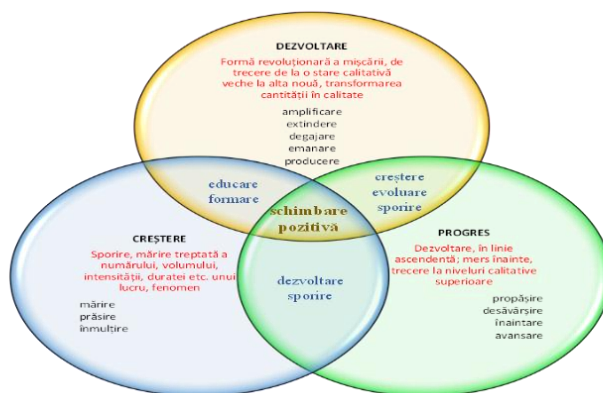 DEZVOLTARE
Formă revoluționară a mișcării, de
trecere de la o stare calitativă
veche la alta nouă, transformarea
cantității în calitate
amplificare
extindere
degajare
emanare
producere
educare
formare
creștere
evoluare
sporire
schimbare
pozitivă
CREȘTERE
Sporire, mărire treptată a
numărului, volumului,
intensității, duratei etc. unui
lucru, fenomen
mărire
prăsire
înmulțire
dezvoltare
sporire
PROGRES
Dezvoltare, în linie
ascendentă; mers înainte,
trecere la niveluri calitative
superioare
propășire
desăvârșire
înaintare
avansare